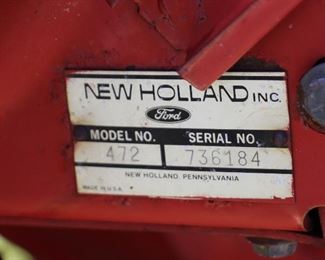 NEW HOLLAND INC.
Ford
MODEL NO. SERIAL NO.
472 736184
NEW HOLLAND, PENNSYLVANIA
MADE IN U.S.A.